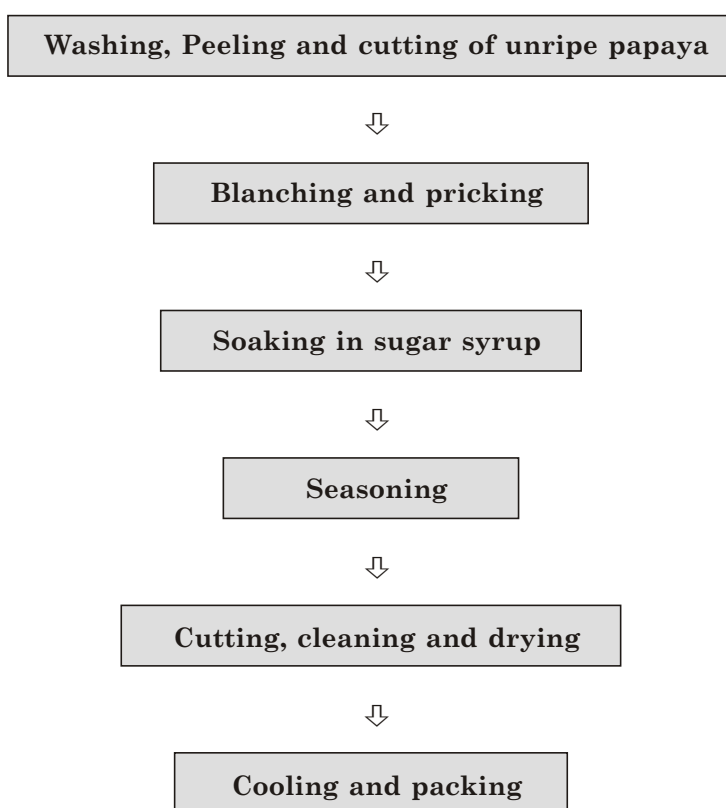 Washing, Peeling and cutting of unripe papaya
Blanching and pricking
Soaking in sugar syrup
Seasoning
Cutting, cleaning and drying
Cooling and packing